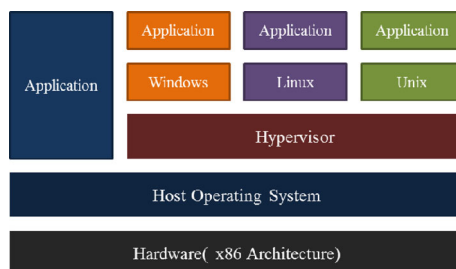 Application Application Application
Application
Windows Linux Unix
Hypervisor
Host Operating System
Hardware( x86 Architecture)